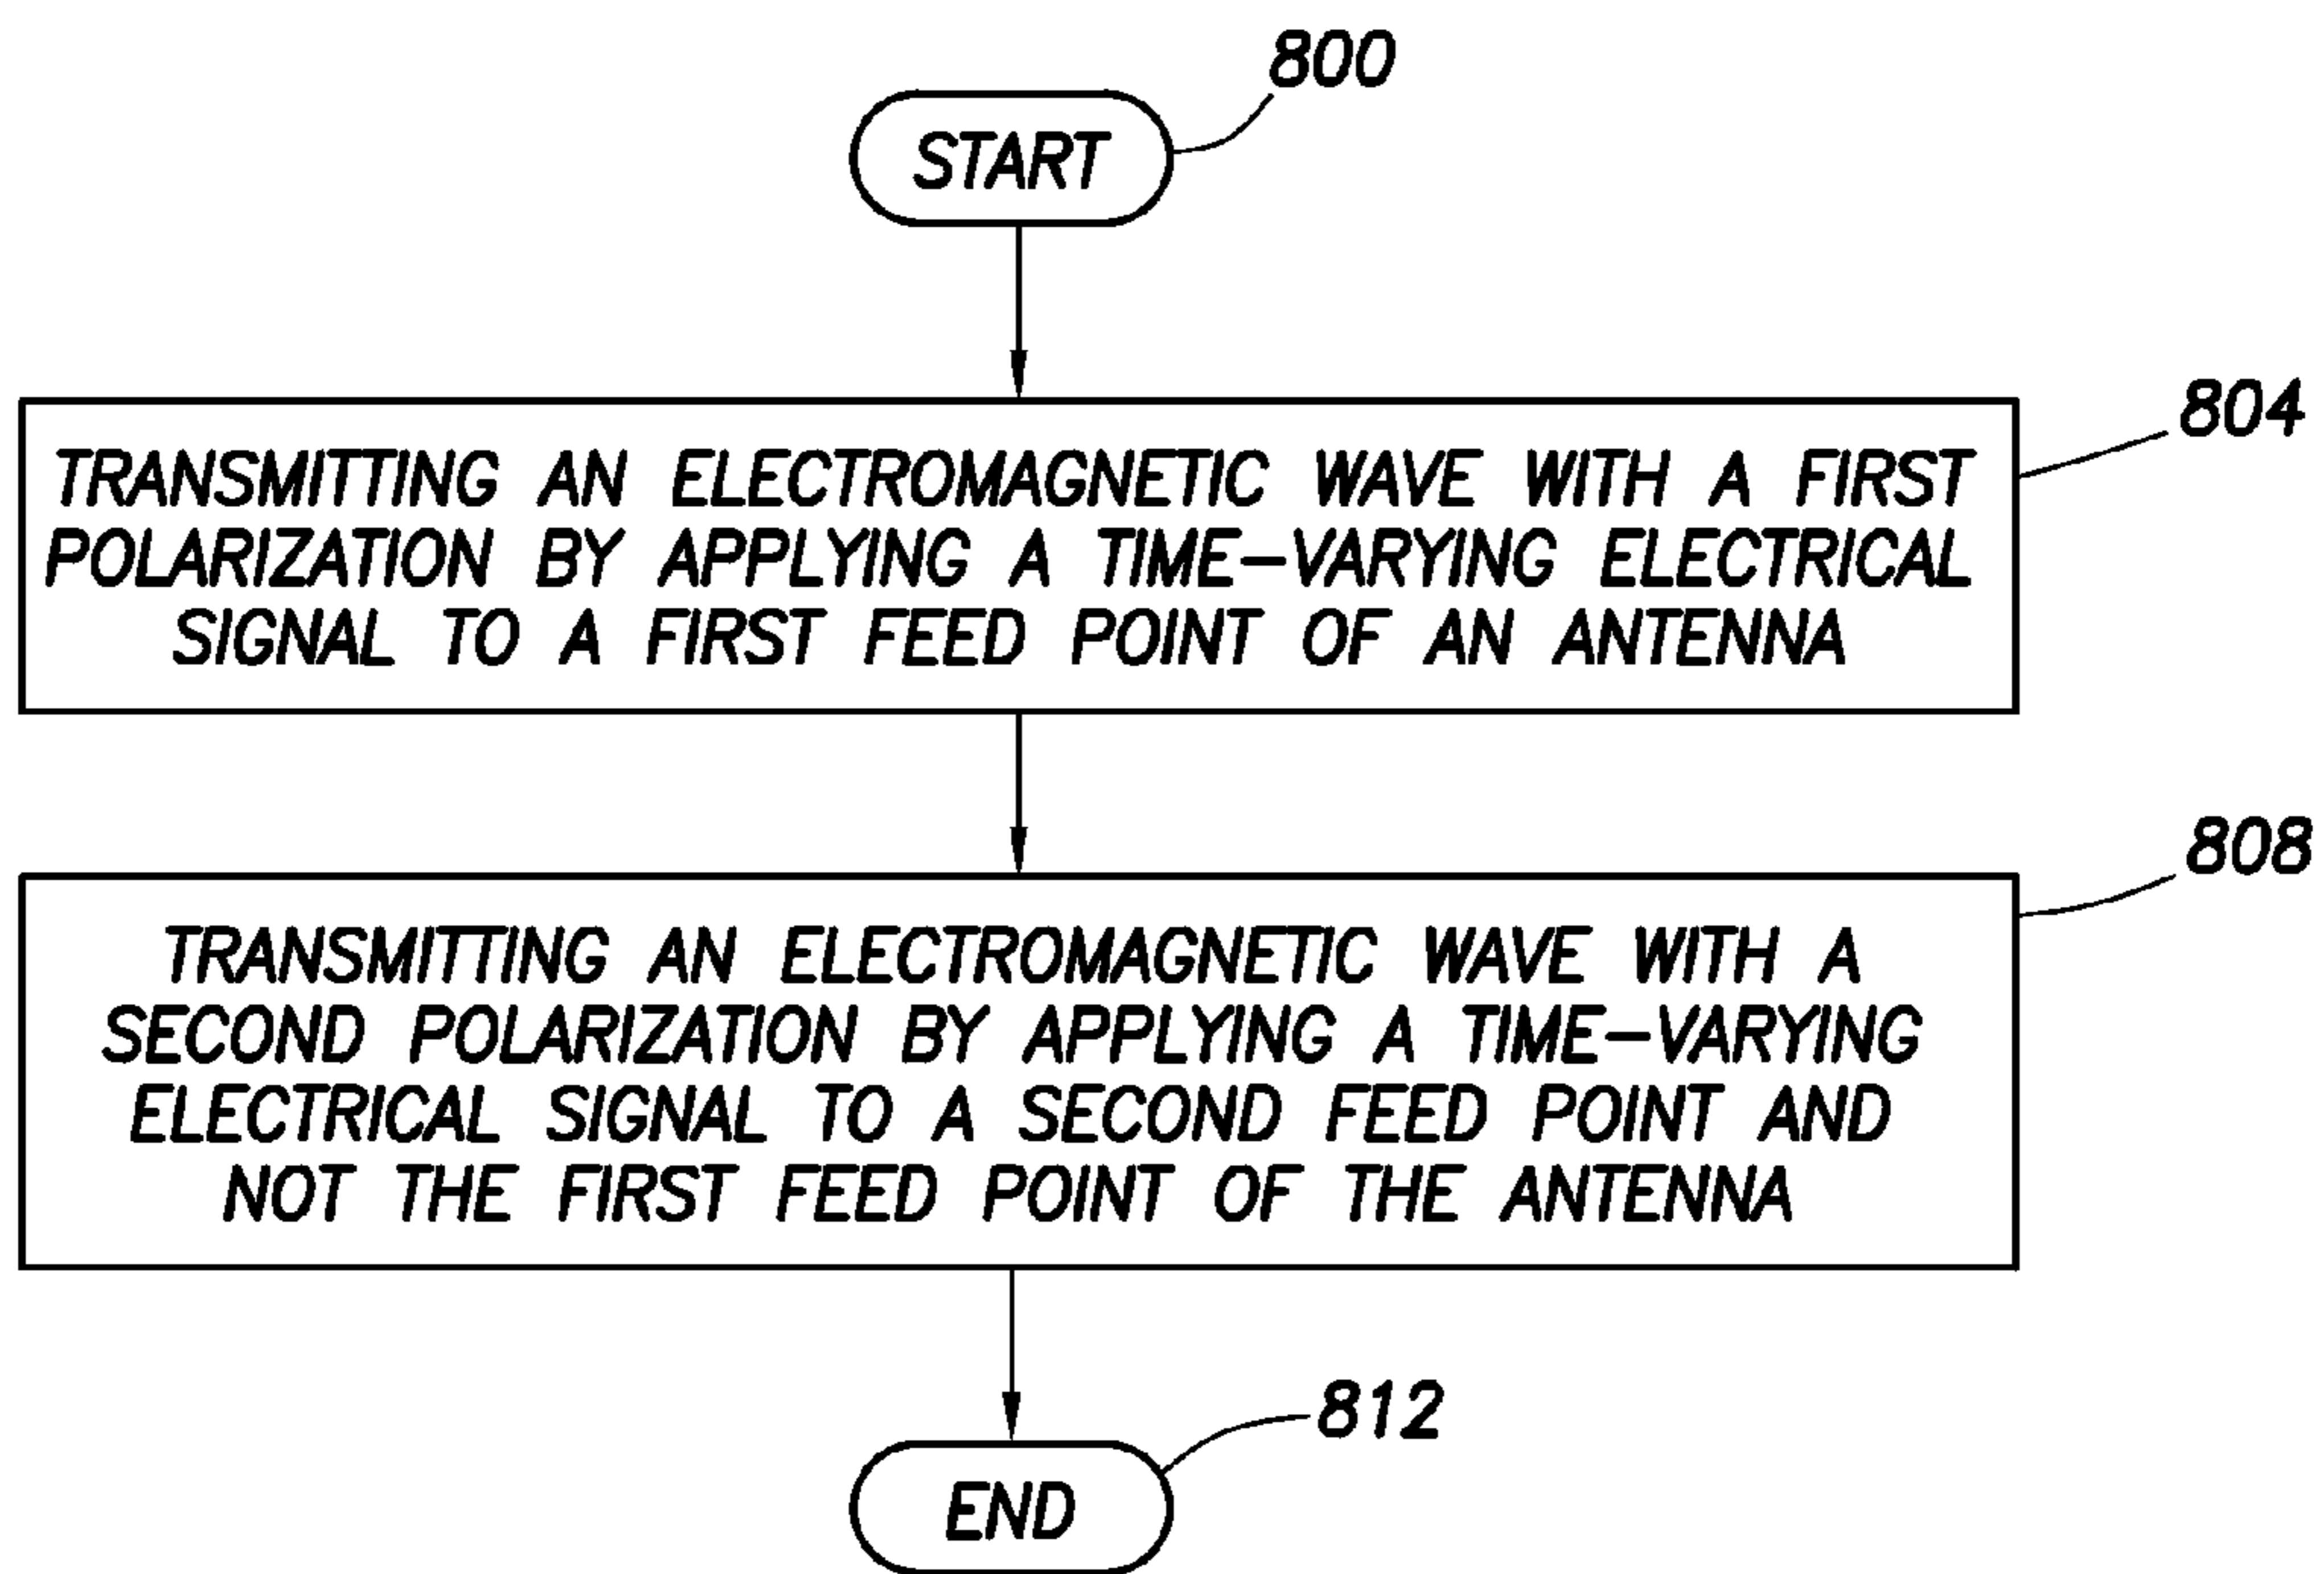 800
START
804
TRANSMITTING AN ELECTROMAGNETIC WAVE WITH A FIRST
POLARIZATION BY APPLYING A TIME-VARYING ELECTRICAL
SIGNAL TO A FIRST FEED POINT OF AN ANTENNA
808
TRANSMITTING AN ELECTROMAGNETIC WAVE WITH A
SECOND POLARIZATION BY APPLYING A TIME-VARYING
ELECTRICAL SIGNAL TO A SECOND FEED POINT AND
NOT THE FIRST FEED POINT OF THE ANTENNA
812
END